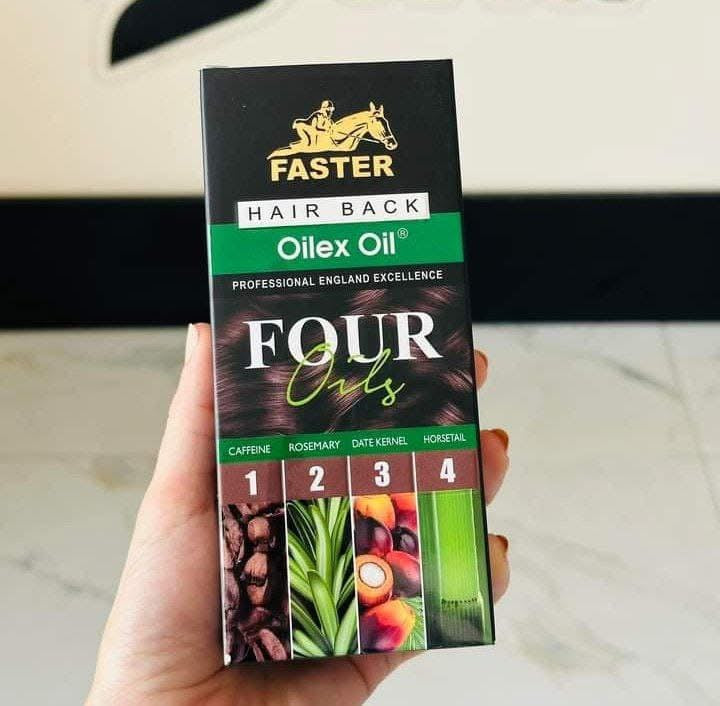 FASTER
HAIR BACK
Oilex Oil®
PROFESSIONAL ENGLAND EXCELLENCE
FOUR
Oils
CAFFEINE ROSEMARY DATE KERNEL HORSETAIL
1 2 3 4